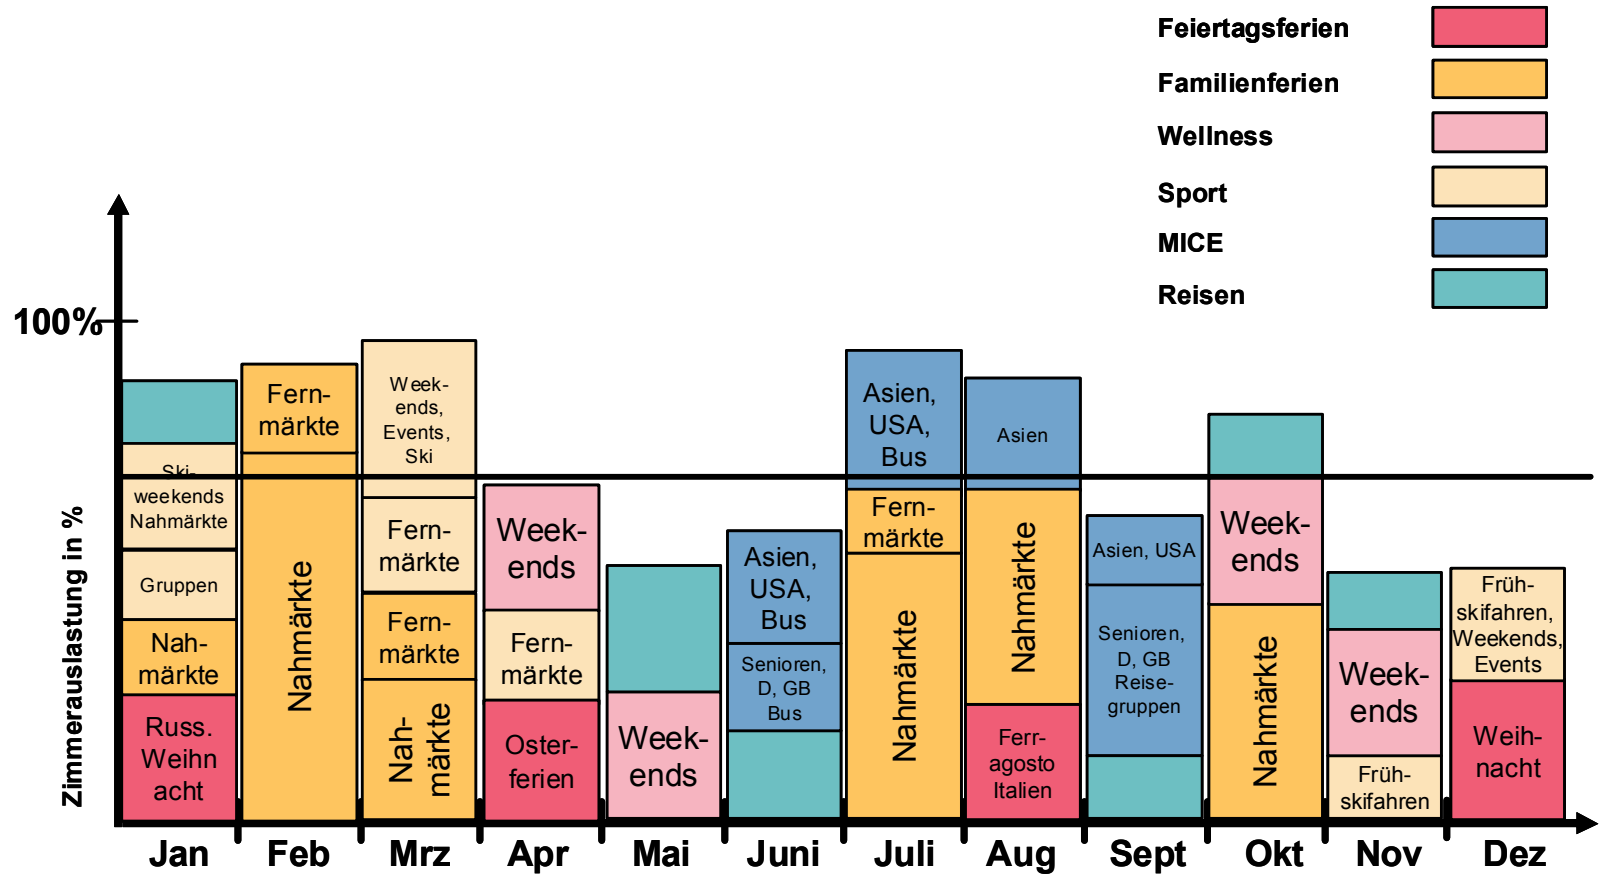 Feiertagsferien
Familienferien
Wellness
Sport
MICE
Reisen
100%
Zimmerauslastung in %
Ski-
weekends
Nahmärkte
Gruppen
Nah-
märkte
Russ.
Weihn
acht
Fern-
märkte
Nahmärkte
Week-
ends,
Events,
Ski
Fern-
märkte
Fern-
märkte
Nah-
märkte
Week-
ends
Fern-
märkte
Oster-
ferien
Week-
ends
Asien,
USA,
Bus
Senioren,
D, GB
Bus
Asien,
USA,
Bus
Fern-
märkte
Nahmärkte
Asien
Nahmärkte
Ferr-
agosto
Italien
Asien, USA
Senioren,
D, GB
Reise-
gruppen
Week-
ends
Nahmärkte
Week-
ends
Früh-
skifahren
Früh-
skifahren,
Weekends,
Events
Weih-
nacht
Jan Feb Mrz Apr Mai Juni Juli Aug Sept Okt Nov Dez